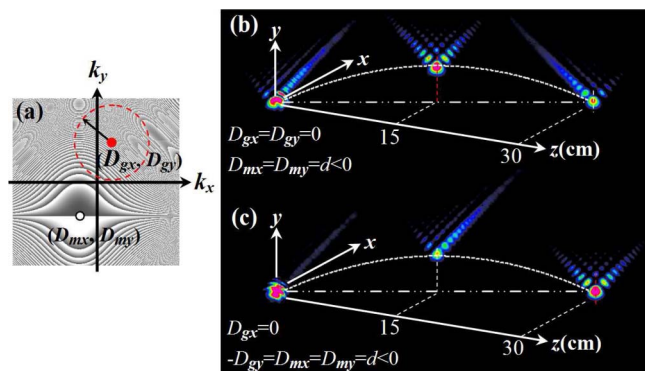 (a)
k_y
(D_gx, D_gy)
k_x
(D_mx, D_my)
(b)
y
x
D_gx=D_gy=0
D_mx=D_my=d<0
15
30
z(cm)
(c)
y
x
D_gx=0
-D_gy=D_mx=D_my=d<0
15
30
z(cm)